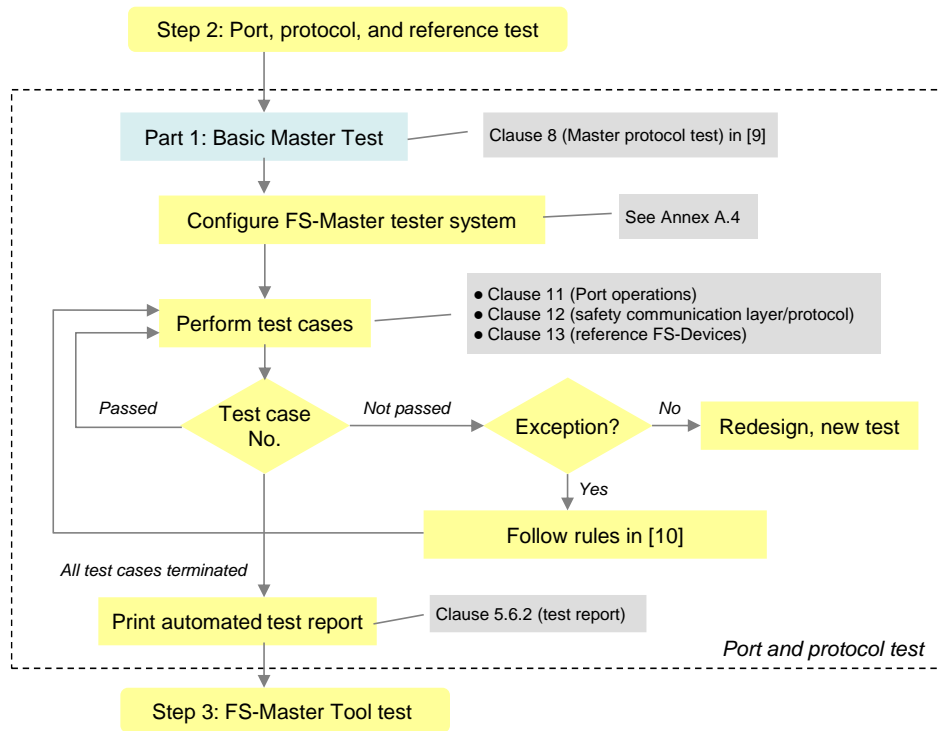 Step 2: Port, protocol, and reference test
Part 1: Basic Master Test
Clause 8 (Master protocol test) in [9]
Configure FS-Master tester system
See Annex A.4
Perform test cases
● Clause 11 (Port operations)
● Clause 12 (safety communication layer/protocol)
● Clause 13 (reference FS-Devices)
Passed
Test case
No.
Not passed
Exception?
No
Redesign, new test
Yes
Follow rules in [10]
All test cases terminated
Print automated test report
Clause 5.6.2 (test report)
Port and protocol test
Step 3: FS-Master Tool test